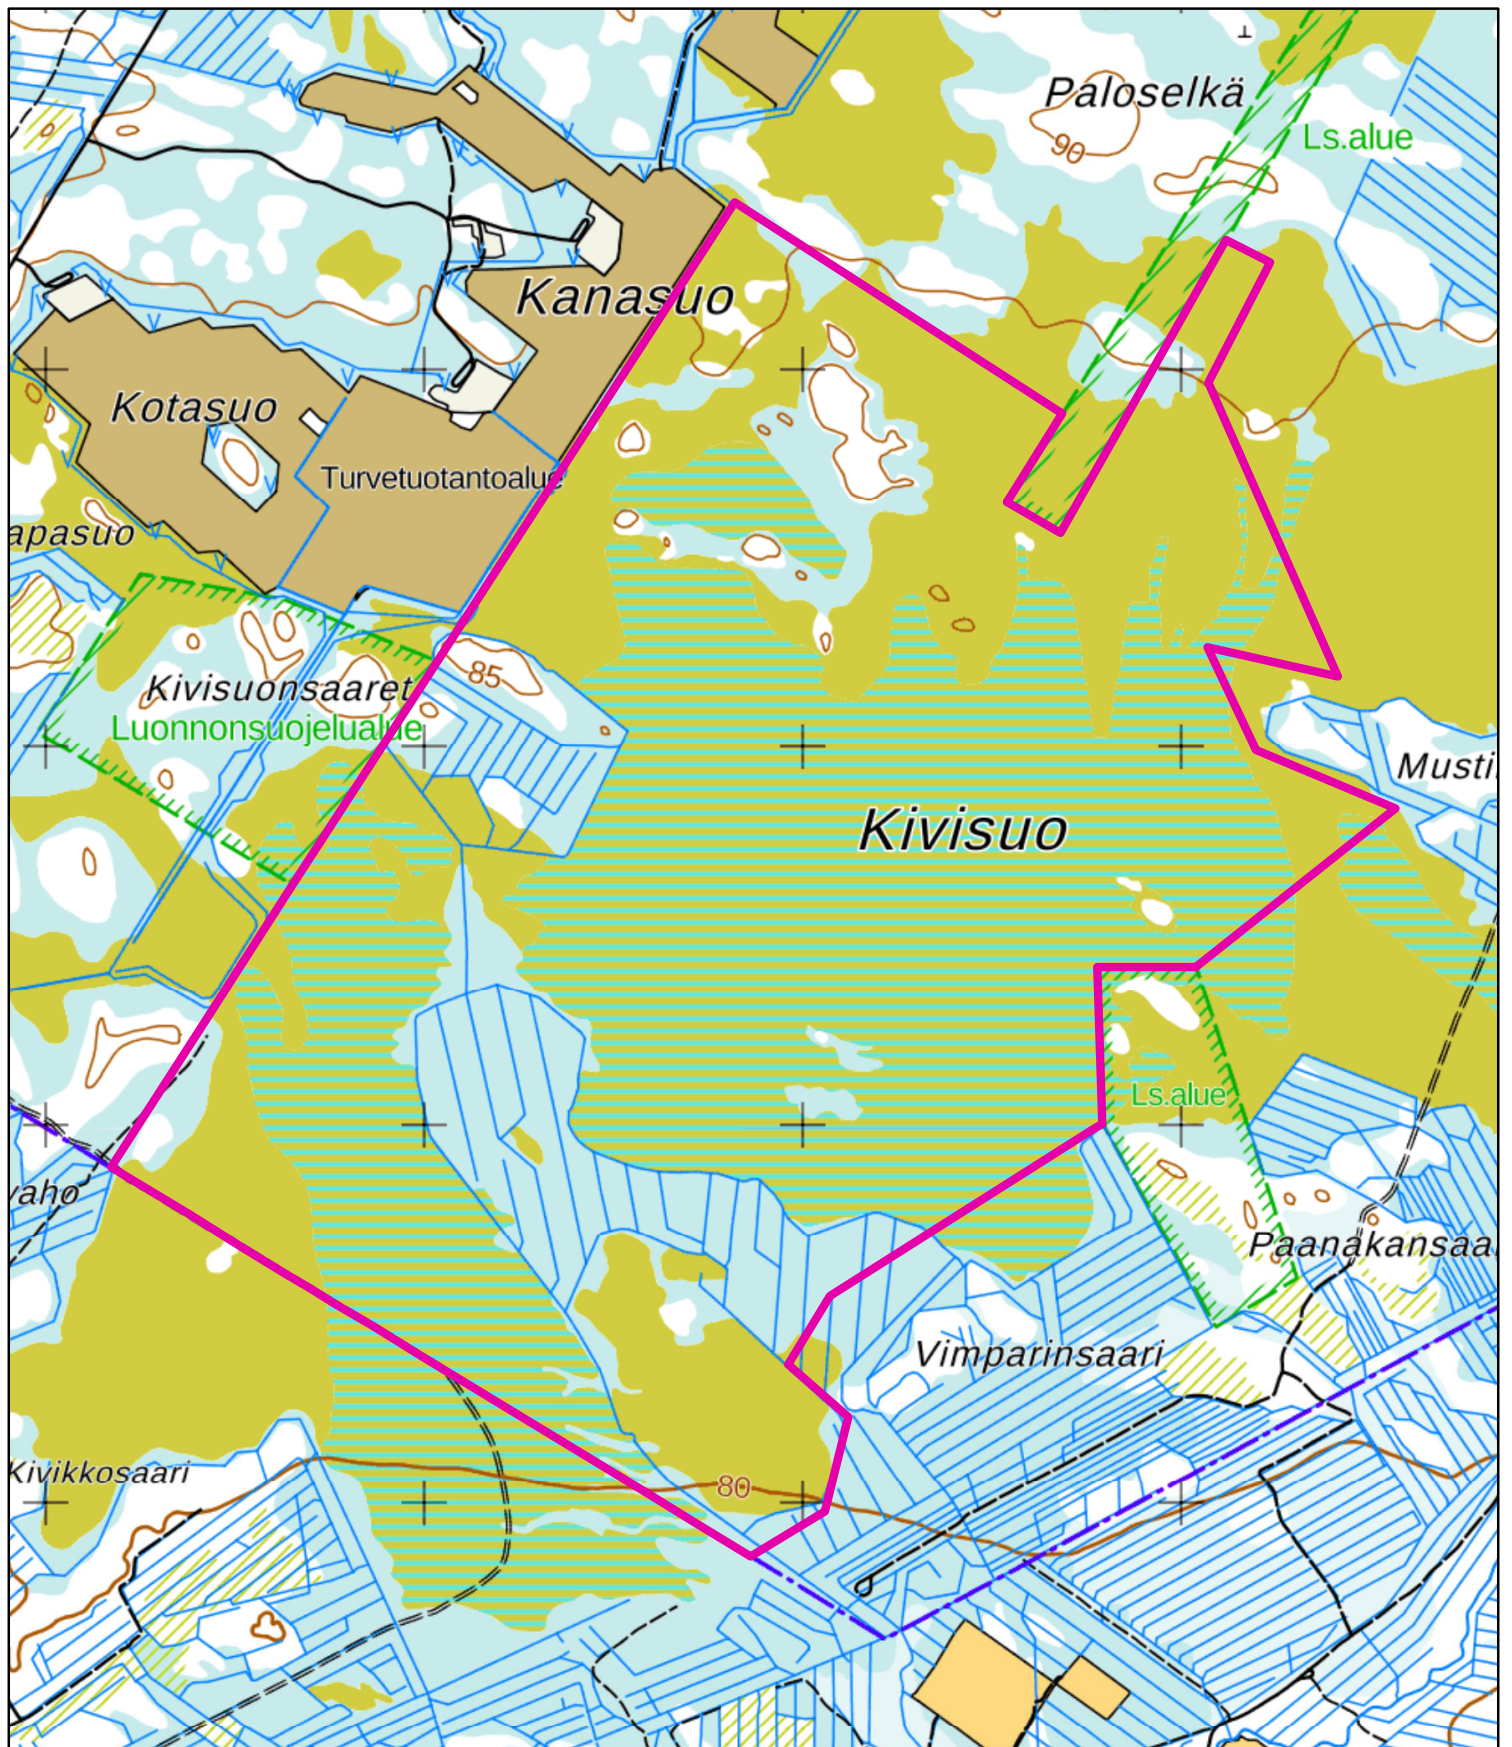 Paloselkä
Ls.alue
90
Kanasuo
Kotasuo
Turvetuotantoalue
apasuo
85
Kivisuonsaaret
Luonnonsuojelualue
Musti
Kivisuo
Ls.alue
vaho
Paanakansaa
Vimparinsaari
Kivikkosaari
80